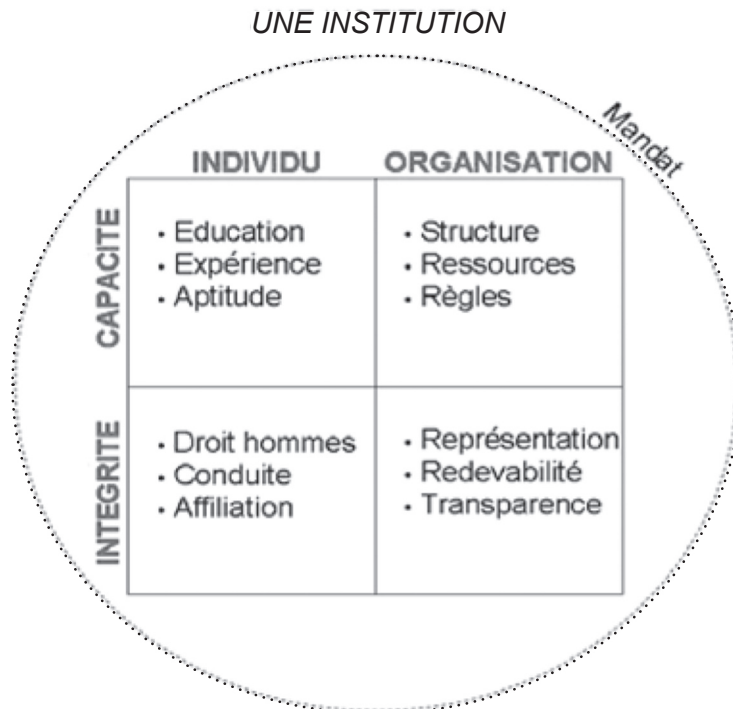 UNE INSTITUTION
Mandat
INDIVIDU ORGANISATION
CAPACITE
• Education
• Expérience
• Aptitude
• Structure
• Ressources
• Règles
INTEGRITE
• Droit hommes
• Conduite
• Affiliation
• Représentation
• Redevabilité
• Transparence